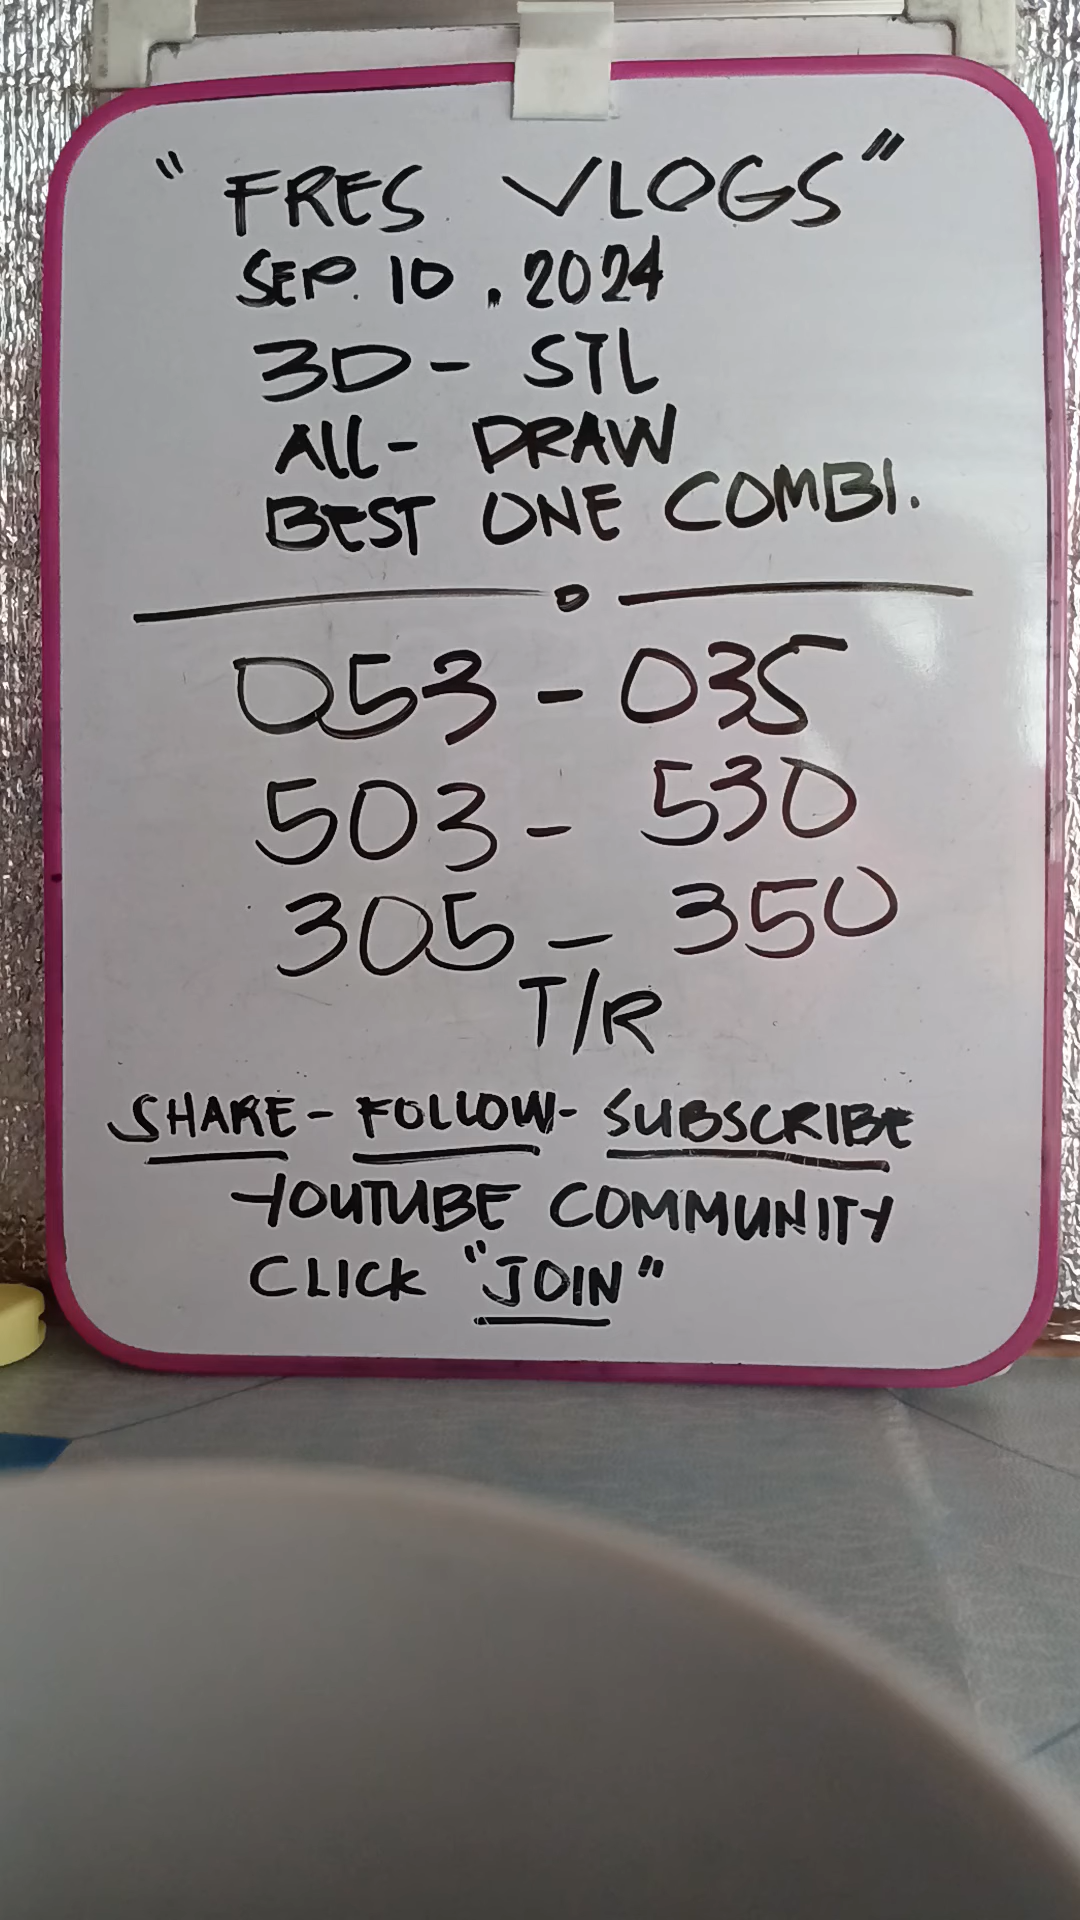 "FRES VLOGS"
SEP. 10, 2024
3D - STL
ALL - DRAW
BEST ONE COMBI.
053 - 035
503 - 530
305 - 350
T/R
SHARE - FOLLOW - SUBSCRIBE
YOUTUBE COMMUNITY
CLICK "JOIN"